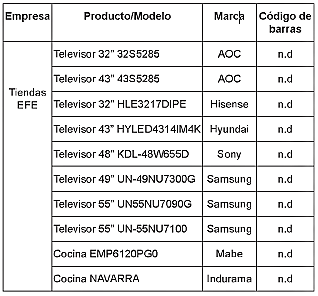 Empresa Producto/Modelo Marca Código de
barras
Televisor 32" 32S5285 AOC n.d
Televisor 43" 43S5285 AOC n.d
Tiendas
EFE
Televisor 32" HLE3217DIPE Hisense n.d
Televisor 43" HYLED4314IM4K Hyundai n.d
Televisor 48" KDL-48W655D Sony n.d
Televisor 49" UN-49NU7300G Samsung n.d
Televisor 55" UN55NU7090G Samsung n.d
Televisor 55" UN-55NU7100 Samsung n.d
Cocina EMP6120PG0 Mabe n.d
Cocina NAVARRA Indurama n.d